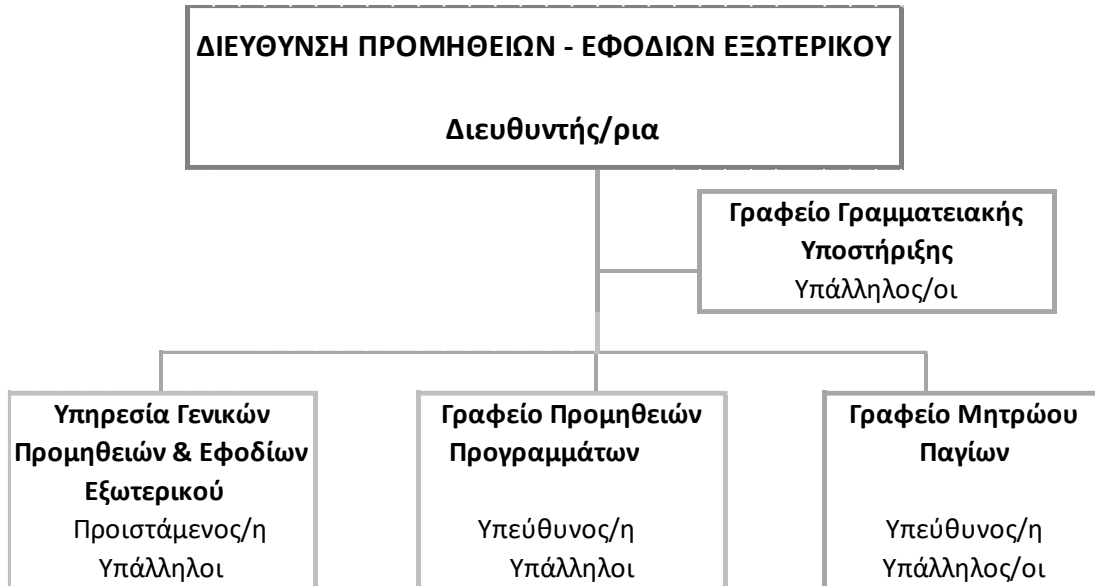 ΔΙΕΥΘΥΝΣΗ ΠΡΟΜΗΘΕΙΩΝ - ΕΦΟΔΙΩΝ ΕΞΩΤΕΡΙΚΟΥ
Διευθυντής/ρια
Γραφείο Γραμματειακής
Υποστήριξης
Υπάλληλος/οι
Υπηρεσία Γενικών
Προμηθειών & Εφοδίων
Εξωτερικού
Προιστάμενος/η
Υπάλληλοι
Γραφείο Προμηθειών
Προγραμμάτων
Υπεύθυνος/η
Υπάλληλοι
Γραφείο Μητρώου
Παγίων
Υπεύθυνος/η
Υπάλληλος/οι